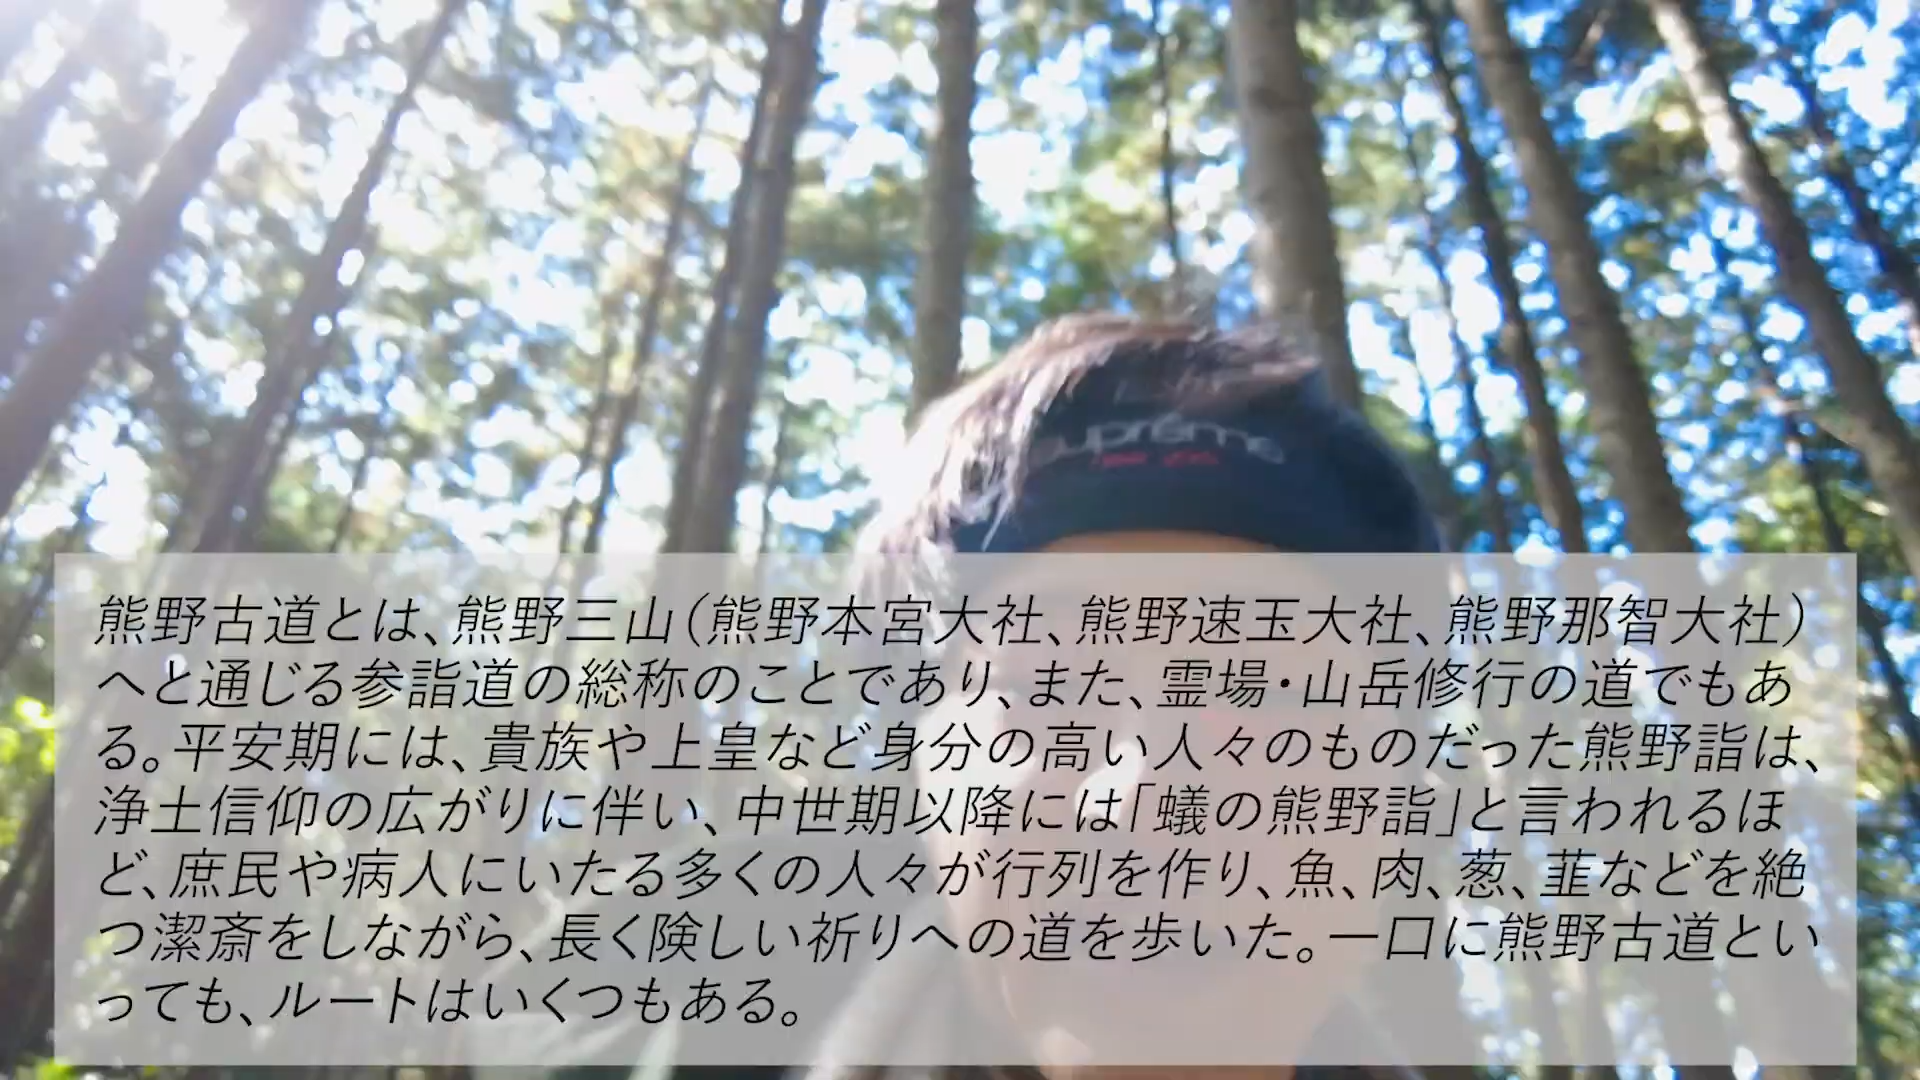 supreme
熊野古道とは、熊野三山（熊野本宮大社、熊野速玉大社、熊野那智大社）
へと通じる参詣道の総称のことであり、また、霊場・山岳修行の道でもあ
る。平安期には、貴族や上皇など身分の高い人々のものだった熊野詣は、
浄土信仰の広がりに伴い、中世期以降には「蟻の熊野詣」と言われるほ
ど、庶民や病人にいたる多くの人々が行列を作り、魚、肉、葱、韮などを絶
つ潔斎をしながら、長く険しい祈りへの道を歩いた。一口に熊野古道とい
っても、ルートはいくつもある。